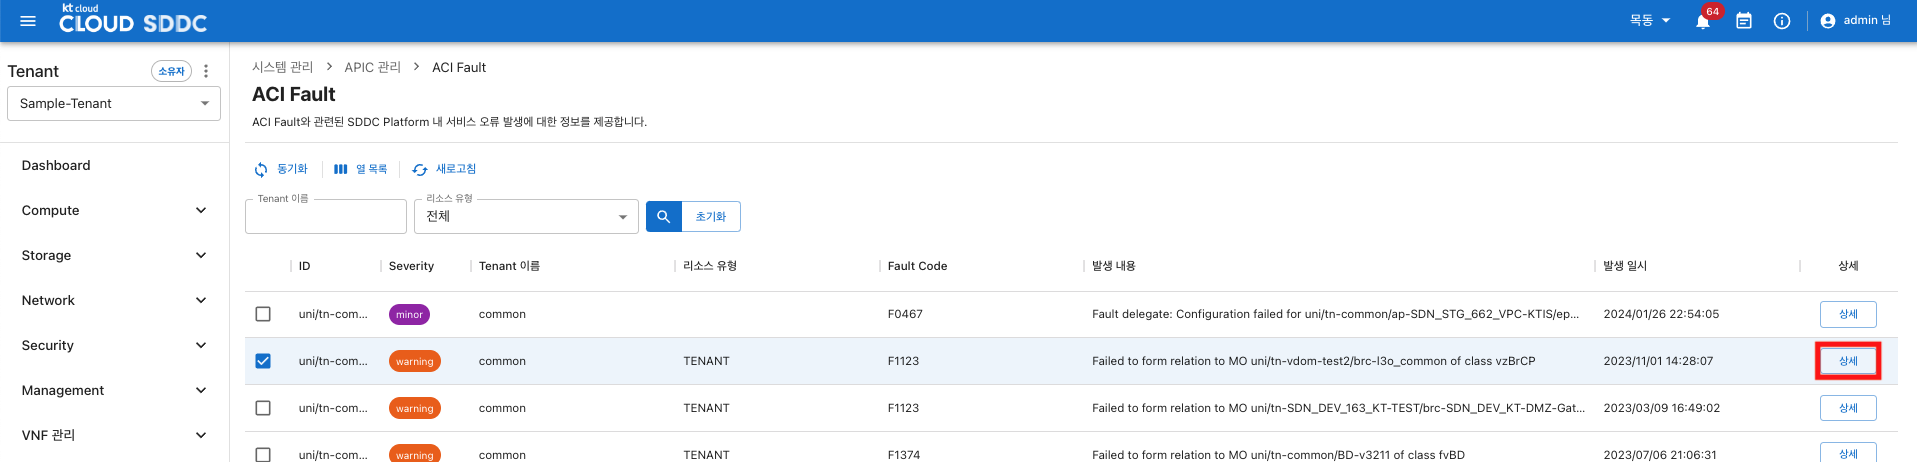 kt cloud
CLOUD SDDC
목동
64
admin 님
Tenant
소유자
Sample-Tenant
Dashboard
Compute
Storage
Network
Security
Management
VNF 관리
시스템 관리 > APIC 관리 > ACI Fault
ACI Fault
ACI Fault와 관련된 SDDC Platform 내 서비스 오류 발생에 대한 정보를 제공합니다.
동기화 열 목록 새로고침
Tenant 이름 리소스 유형
전체 초기화
ID Severity Tenant 이름 리소스 유형 Fault Code 발생 내용 발생 일시 상세
uni/tn-com... minor common F0467 Fault delegate: Configuration failed for uni/tn-common/ap-SDN_STG_662_VPC-KTIS/ep... 2024/01/26 22:54:05 상세
uni/tn-com... warning common TENANT F1123 Failed to form relation to MO uni/tn-vdom-test2/brc-l3o_common of class vzBrCP 2023/11/01 14:28:07 상세
uni/tn-com... warning common TENANT F1123 Failed to form relation to MO uni/tn-SDN_DEV_163_KT-TEST/brc-SDN_DEV_KT-DMZ-Gat... 2023/03/09 16:49:02 상세
uni/tn-com... warning common TENANT F1374 Failed to form relation to MO uni/tn-common/BD-v3211 of class fvBD 2023/07/06 21:06:31 상세